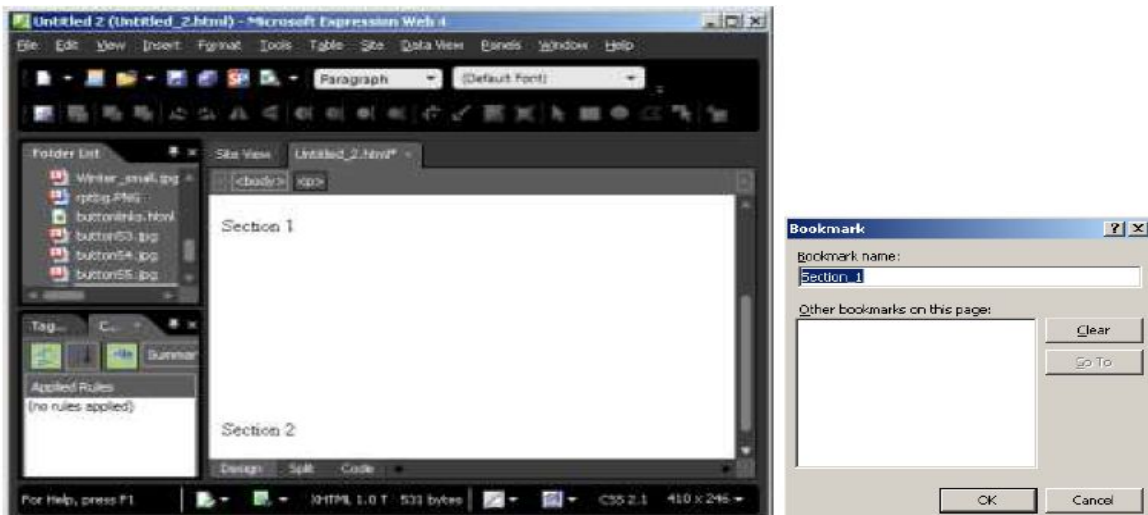 Untitled 2 (Untitled_2.html) - Microsoft Expression Web 4
File Edit View Insert Format Tools Table Site Data View Panels Window Help
Paragraph (Default Font)
Folder List
Site View Untitled_2.html*
<body> <p>
Winter_small.jpg
buttonlinks.html
button53.jpg
button54.jpg
button55.jpg
Section 1
Tag... C...
Summar
Applied Rules
(no rules applied)
Section 2
Design Split Code
For Help, press F1 XHTML 1.0 T 531 bytes CSS 2.1 410 x 246
Bookmark
Bookmark name:
Section_1
Other bookmarks on this page:
Clear
Go To
OK Cancel